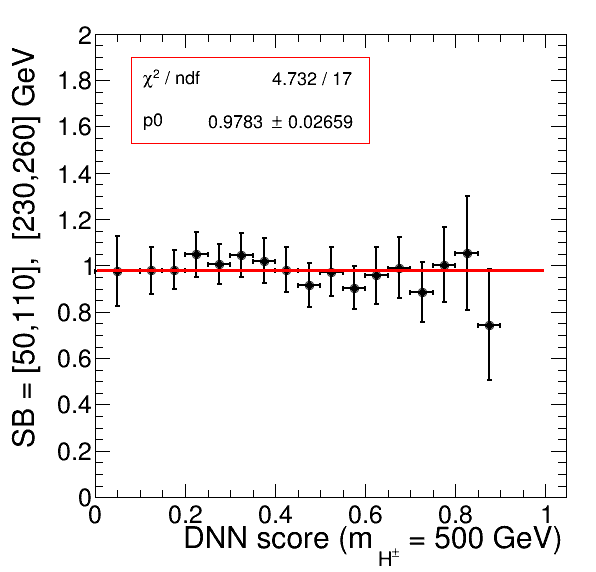 SB = [50,110], [230,260] GeV
χ² / ndf 4.732 / 17
p0 0.9783 ± 0.02659
2
1.8
1.6
1.4
1.2
1
0.8
0.6
0.4
0.2
0
0 0.2 0.4 0.6 0.8 1
DNN score (m_H± = 500 GeV)